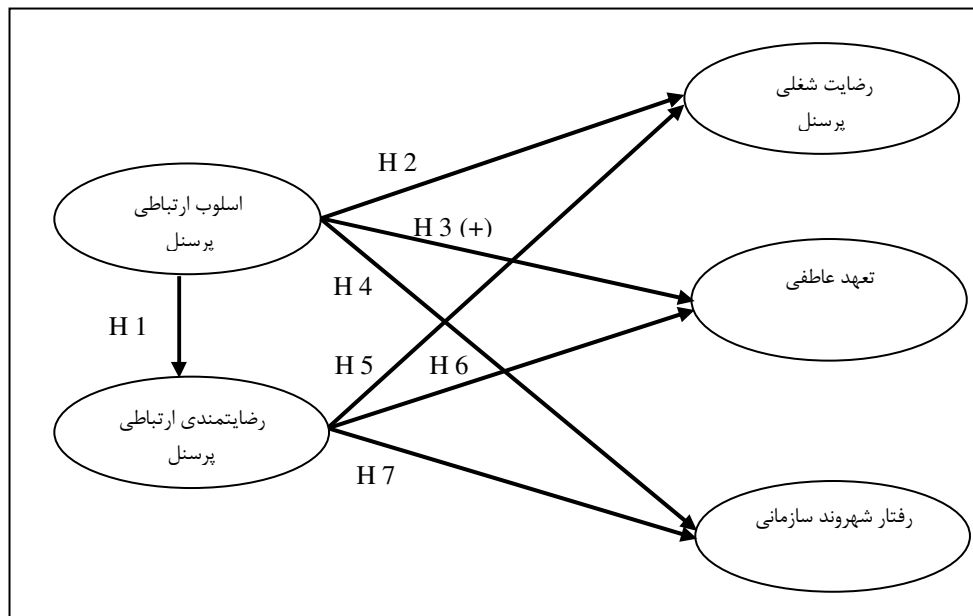 رضایت شغلی
پرسنل
H 2
اسلوب ارتباطی
پرسنل
H 3 (+)
تعهد عاطفی
H 4
H 1
H 5
H 6
رضایتمندی ارتباطی
پرسنل
H 7
رفتار شهروند سازمانی